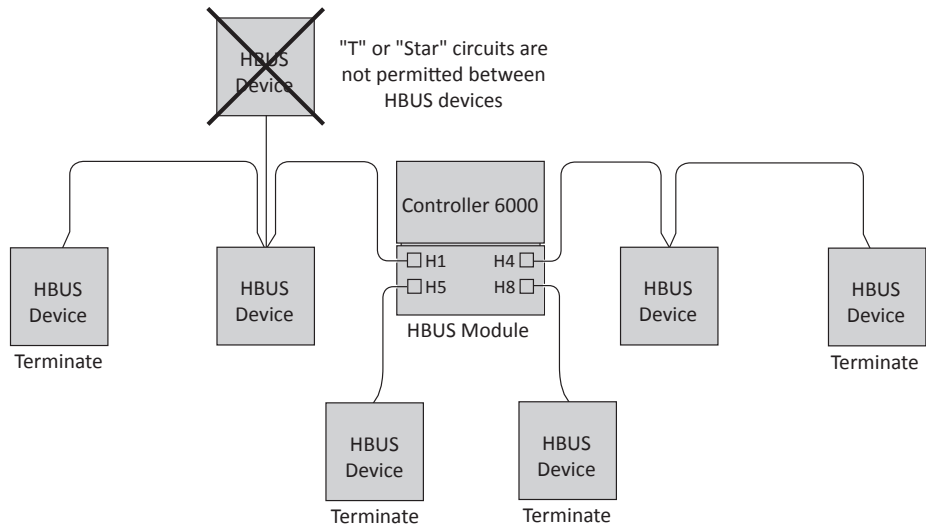 HBUS
Device
"T" or "Star" circuits are
not permitted between
HBUS devices
Controller 6000
H1 H4
H5 H8
HBUS Module
HBUS
Device
Terminate
HBUS
Device
HBUS
Device
HBUS
Device
Terminate
HBUS
Device
Terminate
HBUS
Device
Terminate